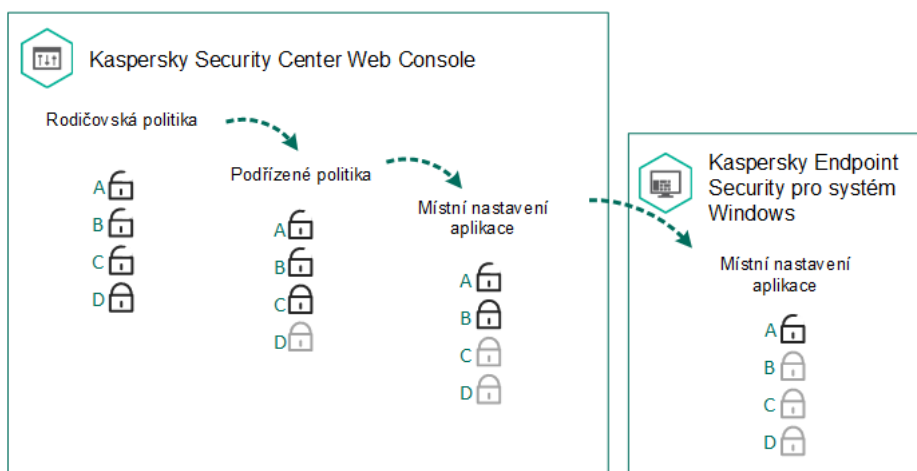 Kaspersky Security Center Web Console
Rodičovská politika
A
B
C
D
Podřízené politika
A
B
C
D
Místní nastavení
aplikace
A
B
C
D
Kaspersky Endpoint
Security pro systém
Windows
Místní nastavení
aplikace
A
B
C
D